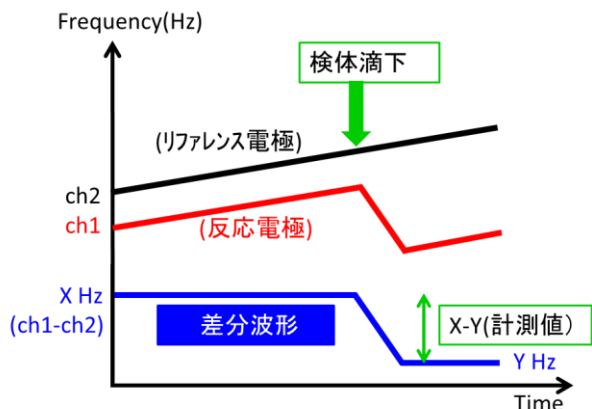 Frequency(Hz)
検体滴下
(リファレンス電極)
ch2
ch1
(反応電極)
X Hz
(ch1-ch2)
差分波形
X-Y(計測値）
Y Hz
Time